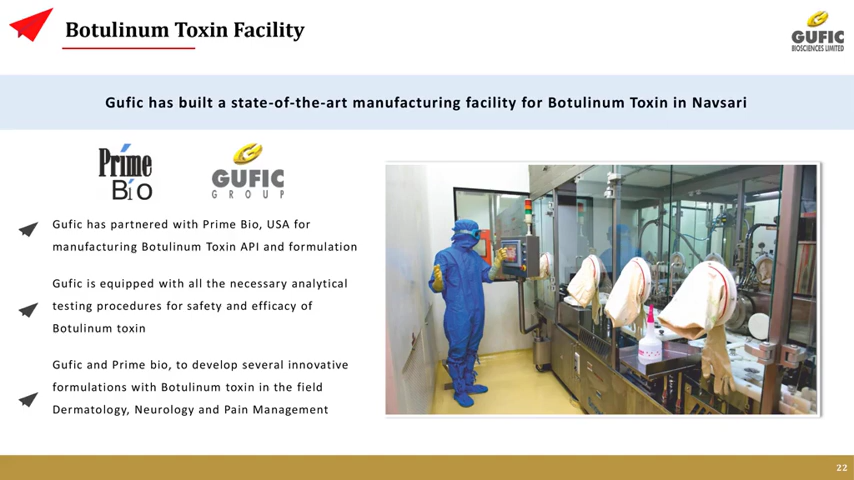 Botulinum Toxin Facility
GUFIC
BIOSCIENCES LIMITED
Gufic has built a state-of-the-art manufacturing facility for Botulinum Toxin in Navsari
Prime
Bio
GUFIC
GROUP
Gufic has partnered with Prime Bio, USA for
manufacturing Botulinum Toxin API and formulation
Gufic is equipped with all the necessary analytical
testing procedures for safety and efficacy of
Botulinum toxin
Gufic and Prime bio, to develop several innovative
formulations with Botulinum toxin in the field
Dermatology, Neurology and Pain Management
22